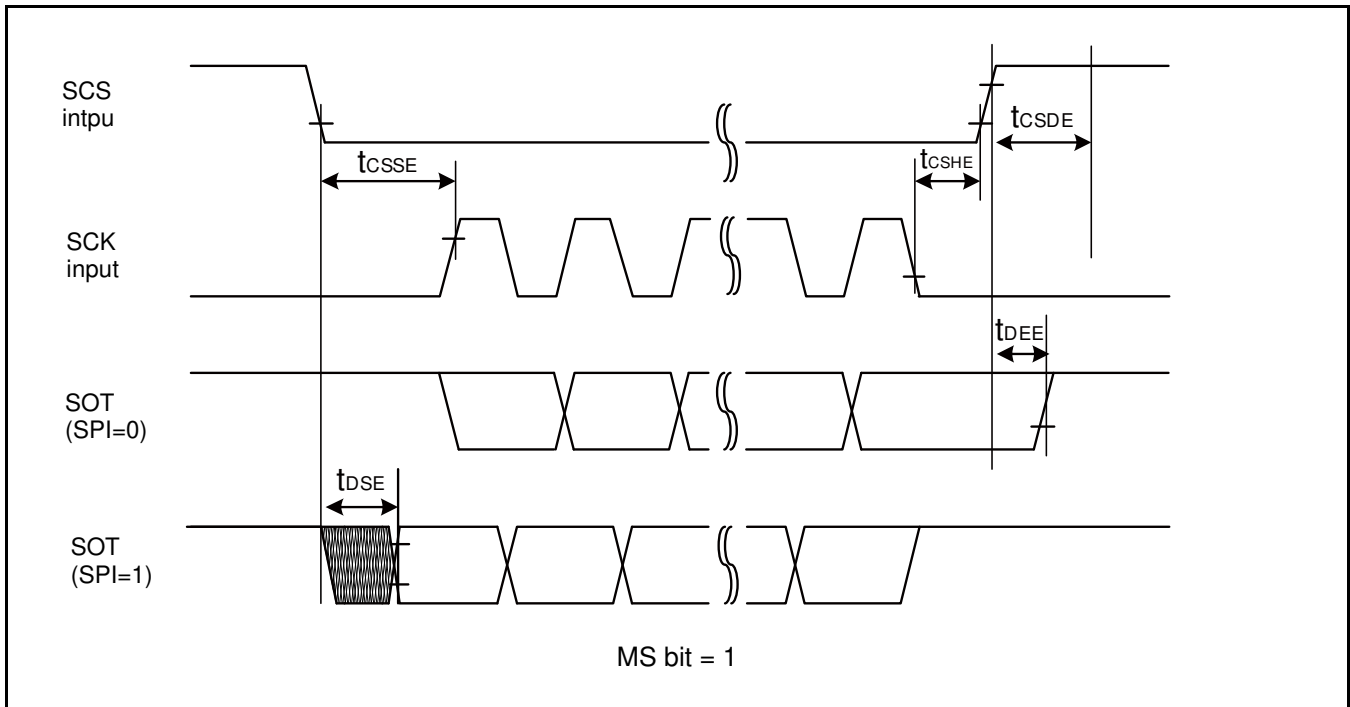 SCS
intpu
tCSDE
tCSSE
tCSHE
SCK
input
tDEE
SOT
(SPI=0)
tDSE
SOT
(SPI=1)
MS bit = 1